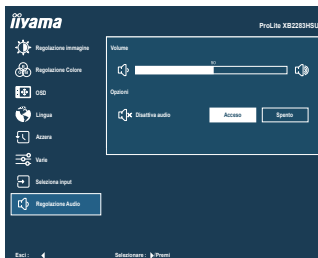 iiyama
ProLite XB2283HSU
Regolazione immagine
Regolazione Colore
OSD
Lingua
Azzera
Varie
Seleziona input
Regolazione Audio
Volume
50
Opzioni
Disattiva audio
Acceso
Spento
Esci :
Selezionare : /Premi